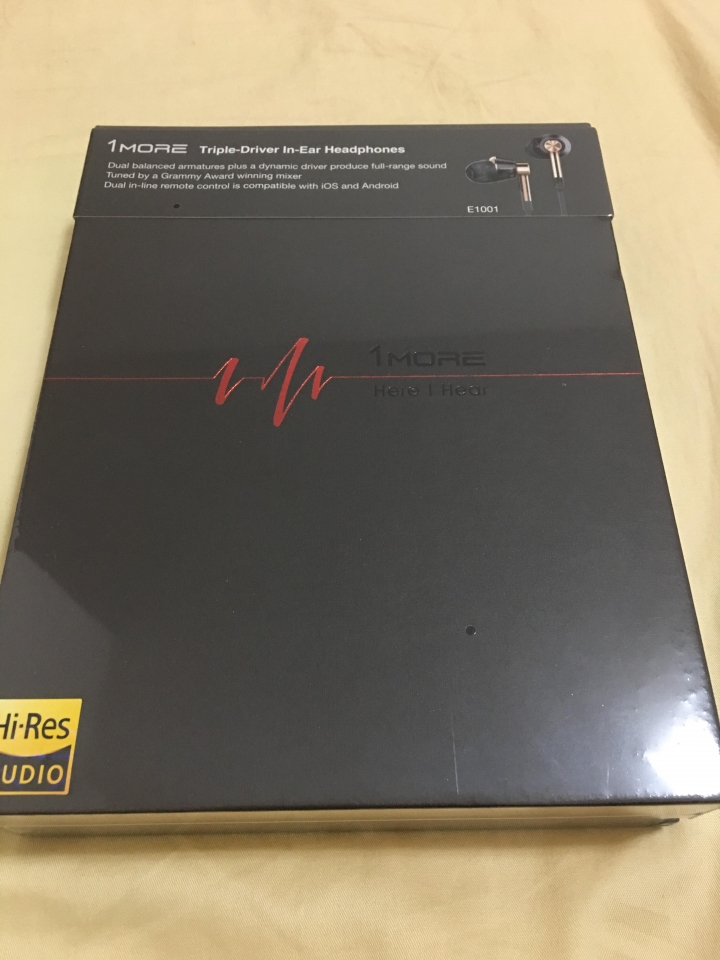 1MORE Triple-Driver In-Ear Headphones
Dual balanced armatures plus a dynamic driver produce full-range sound
Tuned by a Grammy Award winning mixer
Dual in-line remote control is compatible with iOS and Android
E1001
1MORE
Here I Hear
Hi-Res
AUDIO